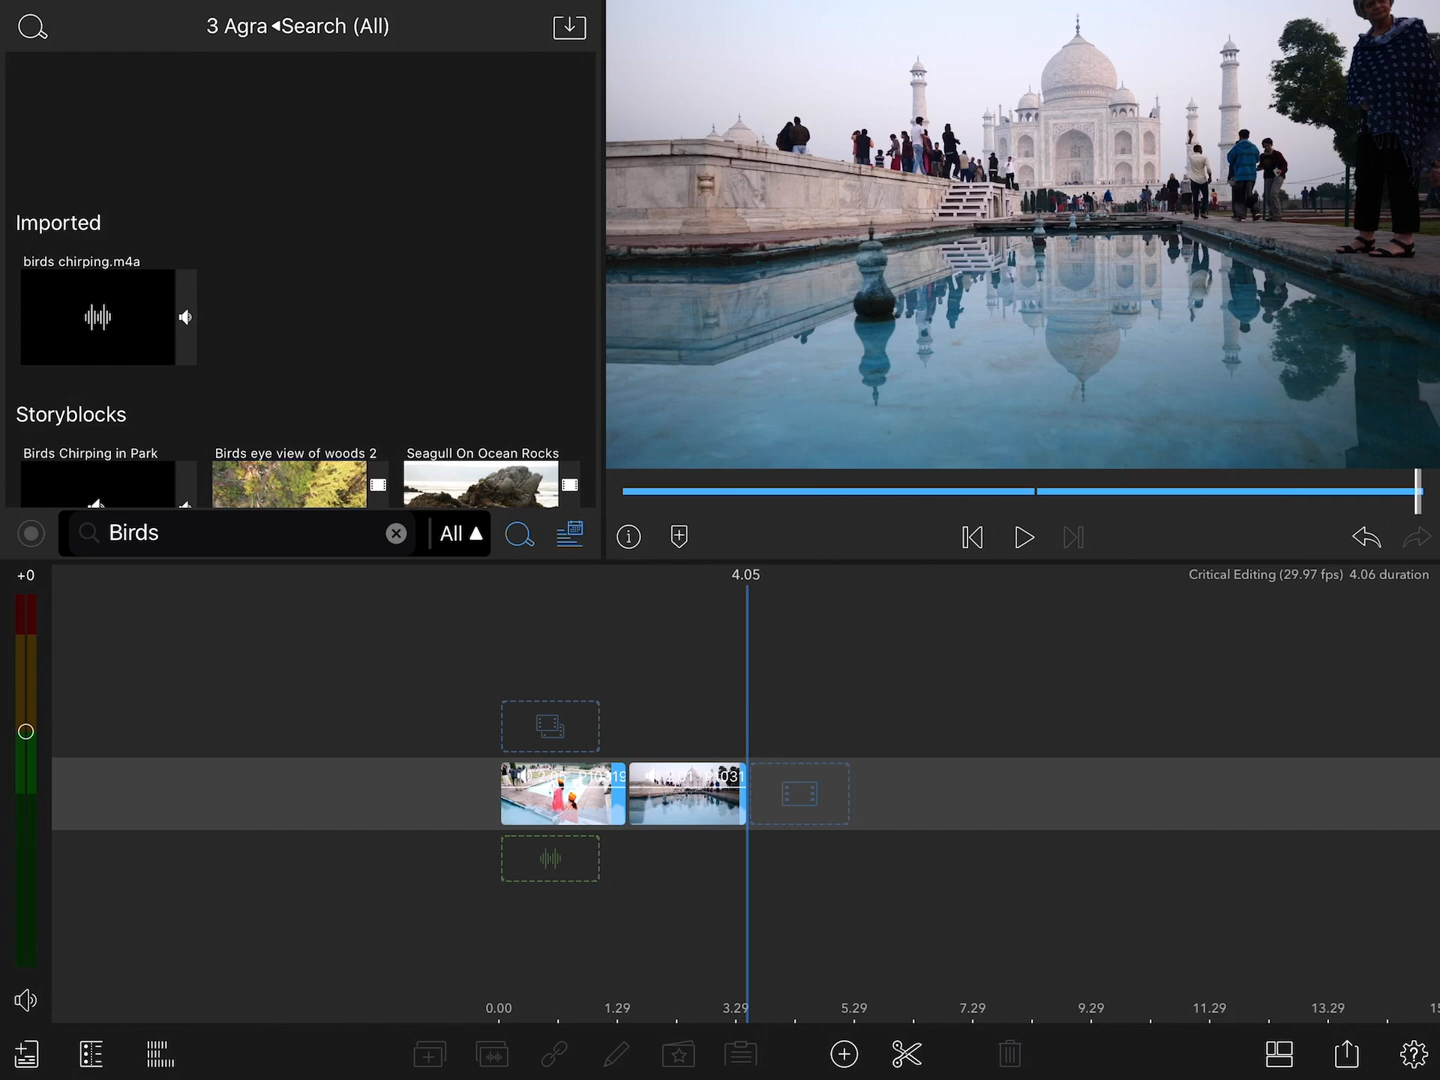 3 Agra ◂Search (All)
Imported
birds chirping.m4a
Storyblocks
Birds Chirping in Park
Birds eye view of woods 2
Seagull On Ocean Rocks
Birds
All ▲
+0
4.05
Critical Editing (29.97 fps) 4.06 duration
0.00
1.29
3.29
5.29
7.29
9.29
11.29
13.29